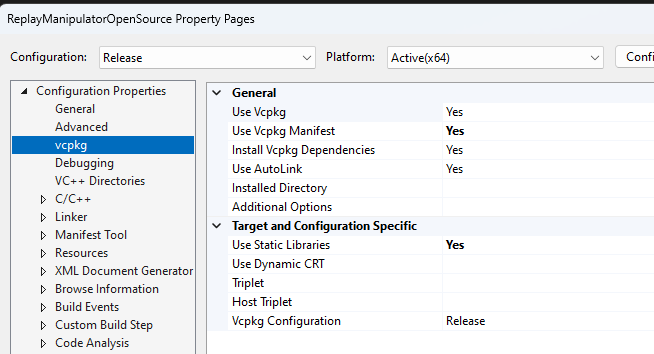 ReplayManipulatorOpenSource Property Pages
Configuration: Release Platform: Active(x64) Confi
Configuration Properties
General
Advanced
vcpkg
Debugging
VC++ Directories
C/C++
Linker
Manifest Tool
Resources
XML Document Generator
Browse Information
Build Events
Custom Build Step
Code Analysis
General
Use Vcpkg Yes
Use Vcpkg Manifest Yes
Install Vcpkg Dependencies Yes
Use AutoLink Yes
Installed Directory
Additional Options
Target and Configuration Specific
Use Static Libraries Yes
Use Dynamic CRT
Triplet
Host Triplet
Vcpkg Configuration Release